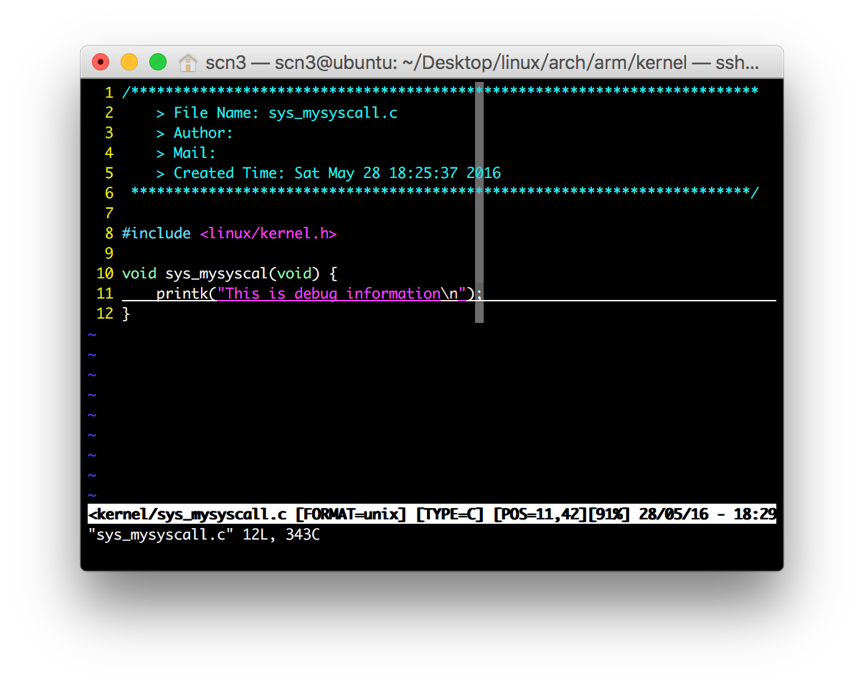 scn3 — scn3@ubuntu: ~/Desktop/linux/arch/arm/kernel — ssh...
1 /*************************************************************************
2     > File Name: sys_mysyscall.c
3     > Author:
4     > Mail:
5     > Created Time: Sat May 28 18:25:37 2016
6  ************************************************************************/
7
8 #include <linux/kernel.h>
9
10 void sys_mysyscal(void) {
11     printk("This is debug information\n");
12 }
~
~
~
~
~
~
~
~
~
<kernel/sys_mysyscall.c [FORMAT=unix] [TYPE=C] [POS=11,42][91%] 28/05/16 - 18:29
"sys_mysyscall.c" 12L, 343C